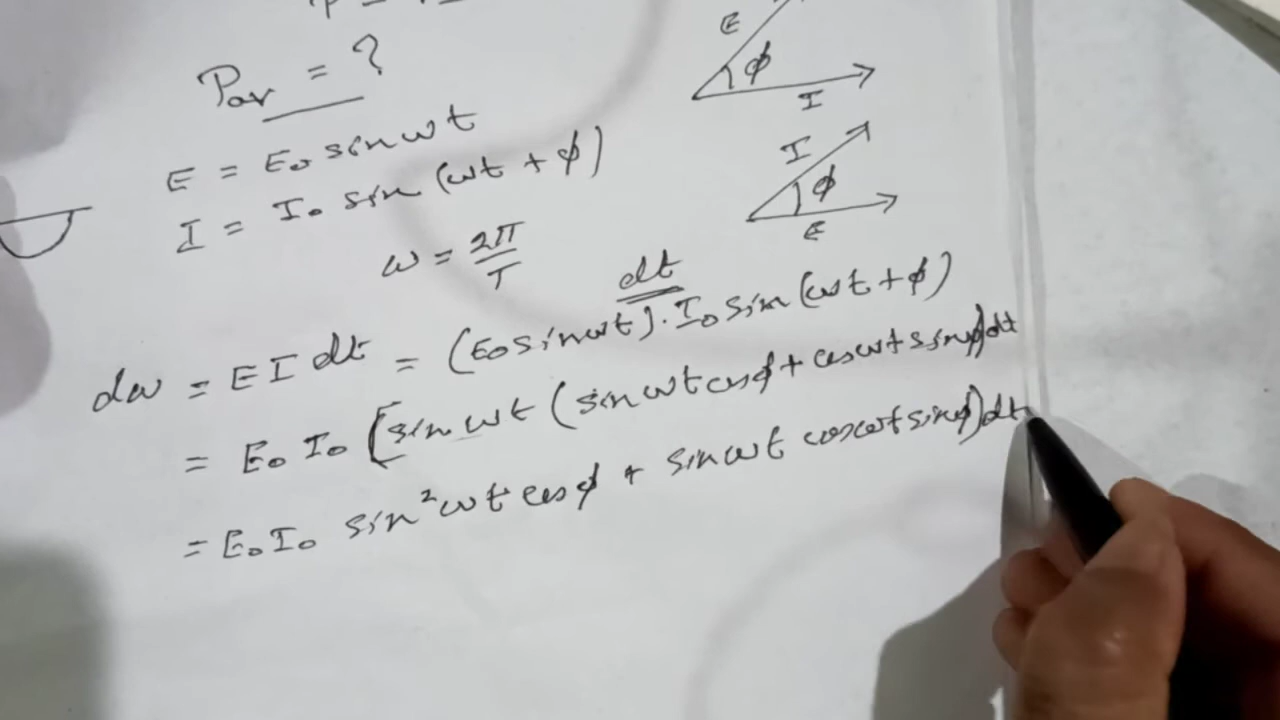 P_av = ?
E = E₀ sin ωt
I = I₀ sin (ωt + ϕ)
ω = 2π/T
E
ϕ
I
I
ϕ
E
dt
dw = EI dt = (E₀ sin ωt) . I₀ sin (ωt + ϕ)
= E₀ I₀ [sin ωt (sin ωt cos ϕ + cos ωt sin ϕ)dt
= E₀ I₀ sin² ωt cos ϕ + sin ωt cos ωt sin ϕ)dt